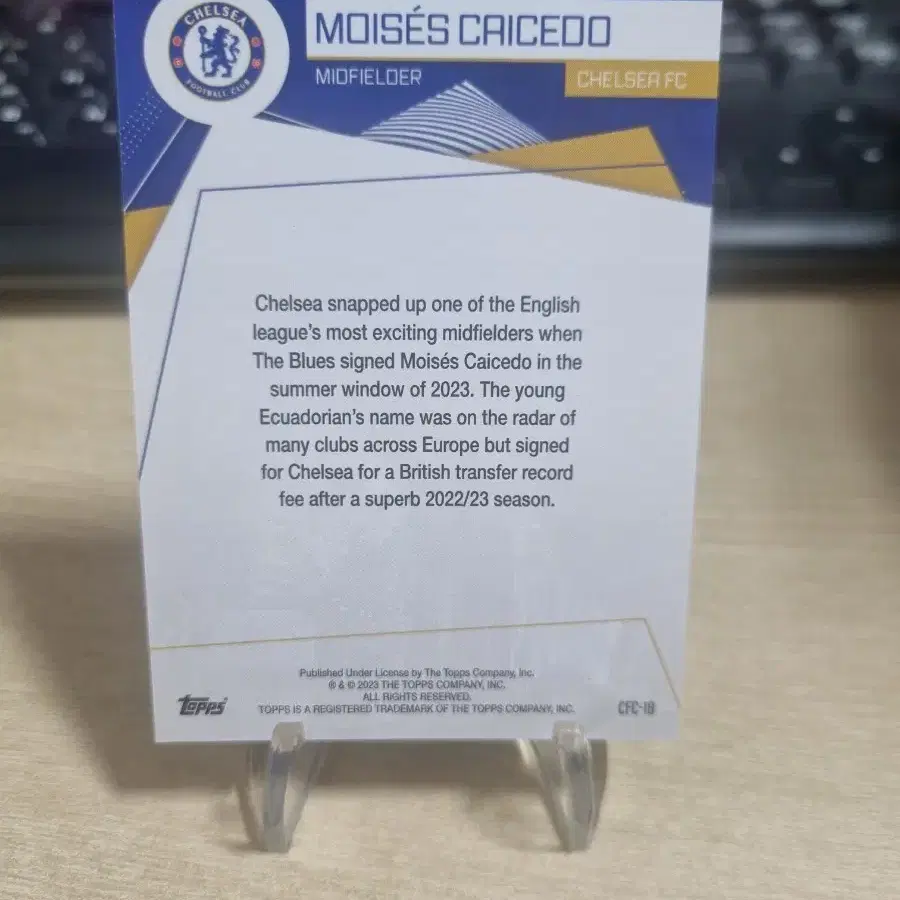 CHELSEA
FOOTBALL CLUB
MOISÉS CAICEDO
MIDFIELDER
CHELSEA FC
Chelsea snapped up one of the English
league's most exciting midfielders when
The Blues signed Moisés Caicedo in the
summer window of 2023. The young
Ecuadorian's name was on the radar of
many clubs across Europe but signed
for Chelsea for a British transfer record
fee after a superb 2022/23 season.
Published Under License by The Topps Company, Inc.
® & © 2023 THE TOPPS COMPANY, INC.
ALL RIGHTS RESERVED.
TOPPS IS A REGISTERED TRADEMARK OF THE TOPPS COMPANY, INC.
Topps
CFC-18